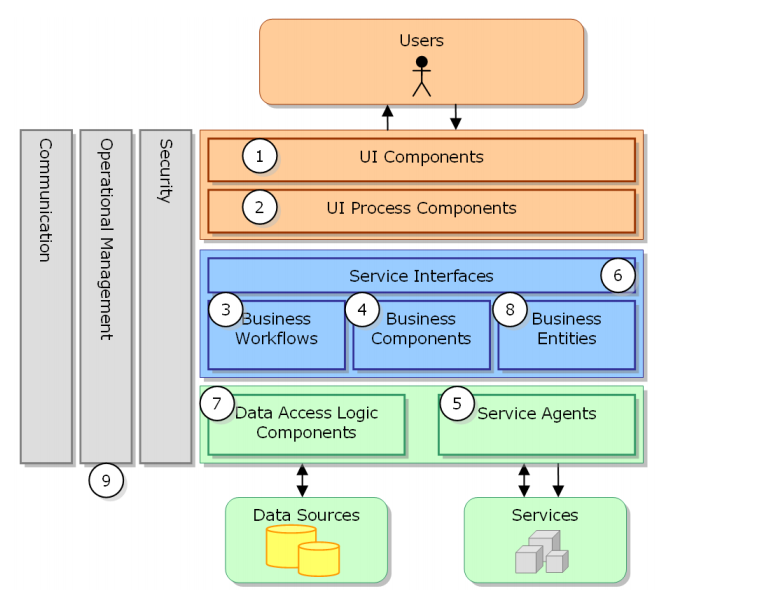 Users
Communication
Operational Management
Security
1
UI Components
2
UI Process Components
Service Interfaces
6
3
Business
Workflows
4
Business
Components
8
Business
Entities
7
Data Access Logic
Components
5
Service Agents
9
Data Sources
Services